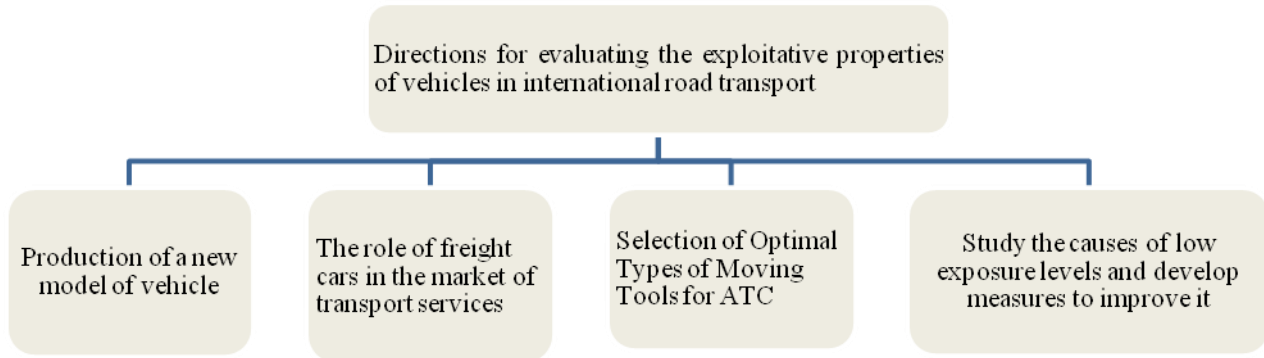 Directions for evaluating the exploitative properties
of vehicles in international road transport
Production of a new
model of vehicle
The role of freight
cars in the market of
transport services
Selection of Optimal
Types of Moving
Tools for ATC
Study the causes of low
exposure levels and develop
measures to improve it